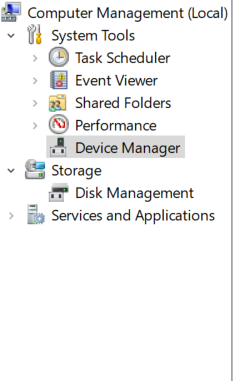 Computer Management (Local)
System Tools
Task Scheduler
Event Viewer
Shared Folders
Performance
Device Manager
Storage
Disk Management
Services and Applications